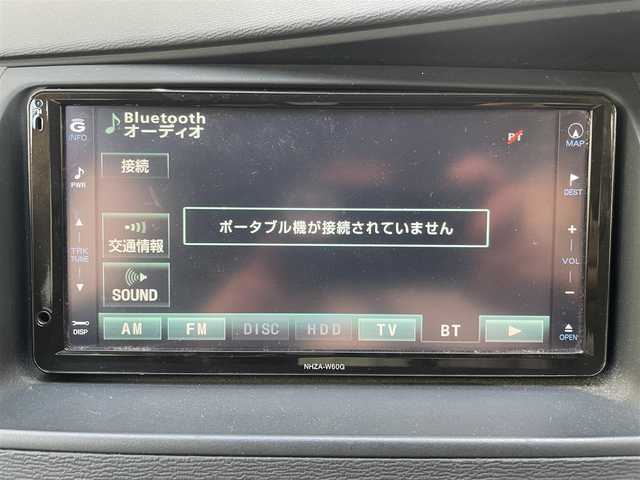 G
INFO
Bluetooth
オーディオ
BT
MAP
接続
PWR
DEST
ポータブル機が接続されていません
交通情報
TRK
TUNE
VOL
SOUND
DISP
AM FM DISC HDD TV BT
OPEN
NHZA-W60G